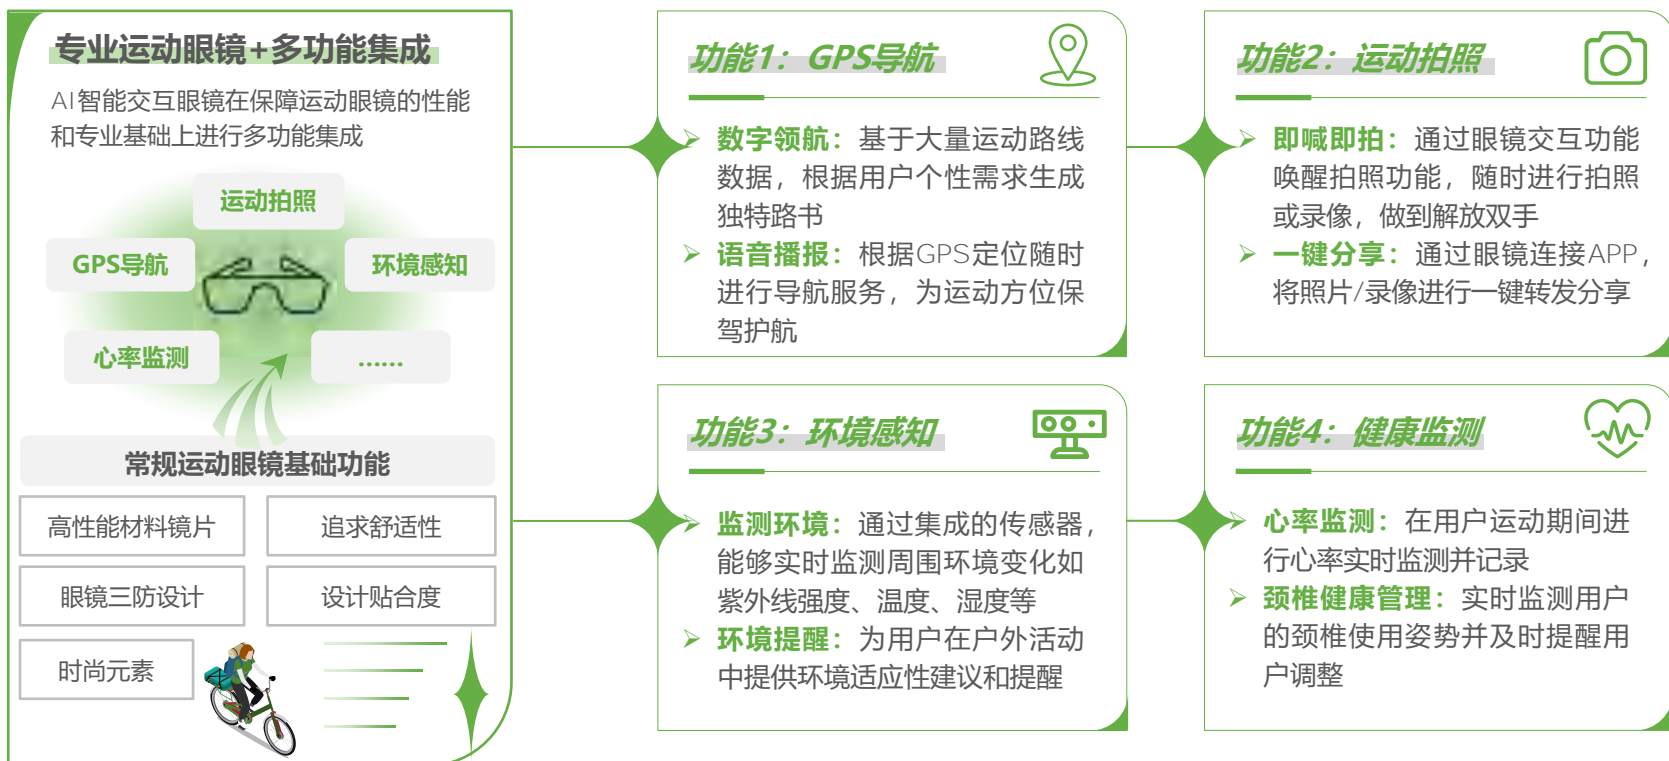 专业运动眼镜+多功能集成
AI智能交互眼镜在保障运动眼镜的性能
和专业基础上进行多功能集成
运动拍照
GPS导航
环境感知
心率监测
......
常规运动眼镜基础功能
高性能材料镜片
追求舒适性
眼镜三防设计
设计贴合度
时尚元素
功能1：GPS导航
➢ 数字领航：基于大量运动路线
数据，根据用户个性需求生成
独特路书
➢ 语音播报：根据GPS定位随时
进行导航服务，为运动方位保
驾护航
功能2：运动拍照
➢ 即喊即拍：通过眼镜交互功能
唤醒拍照功能，随时进行拍照
或录像，做到解放双手
➢ 一键分享：通过眼镜连接APP，
将照片/录像进行一键转发分享
功能3：环境感知
➢ 监测环境：通过集成的传感器，
能够实时监测周围环境变化如
紫外线强度、温度、湿度等
➢ 环境提醒：为用户在户外活动
中提供环境适应性建议和提醒
功能4：健康监测
➢ 心率监测：在用户运动期间进
行心率实时监测并记录
➢ 颈椎健康管理：实时监测用户
的颈椎使用姿势并及时提醒用
户调整